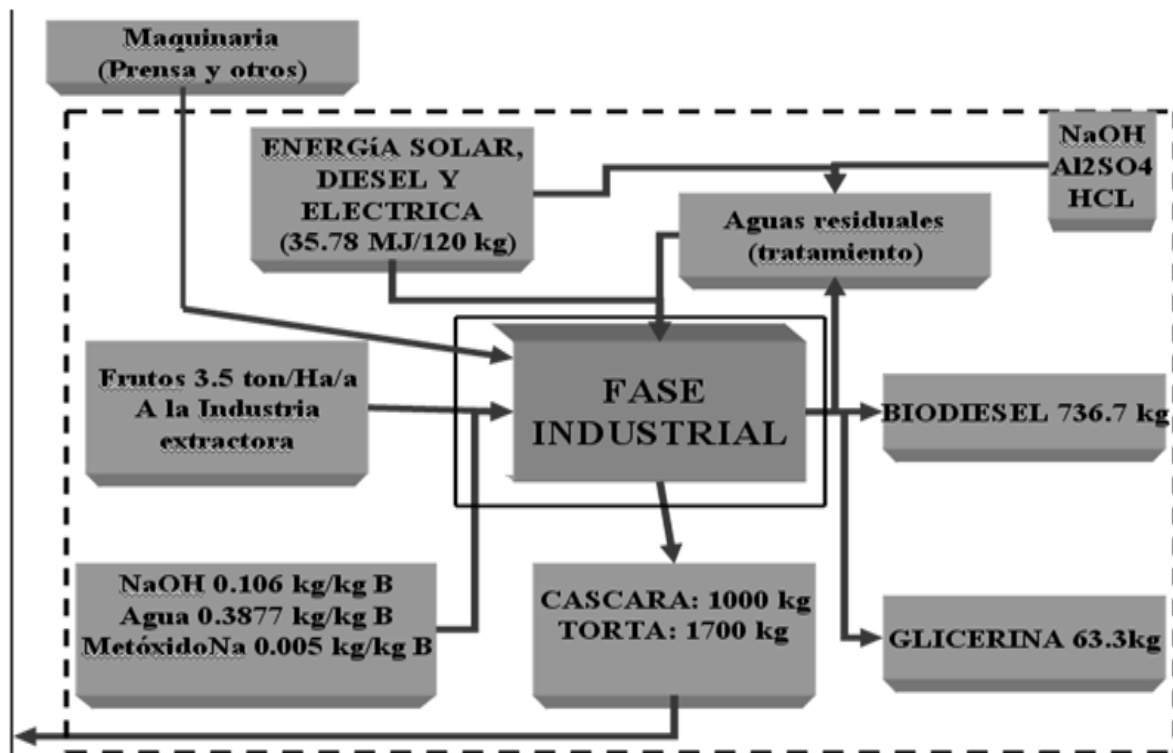 Maquinaria
(Prensa y otros)
ENERGíA SOLAR,
DIESEL Y
ELECTRICA
(35.78 MJ/120 kg)
NaOH
Al2SO4
HCL
Aguas residuales
(tratamiento)
Frutos 3.5 ton/Ha/a
A la Industria
extractora
FASE
INDUSTRIAL
BIODIESEL 736.7 kg
NaOH 0.106 kg/kg B
Agua 0.3877 kg/kg B
MetóxidoNa 0.005 kg/kg B
CASCARA: 1000 kg
TORTA: 1700 kg
GLICERINA 63.3kg